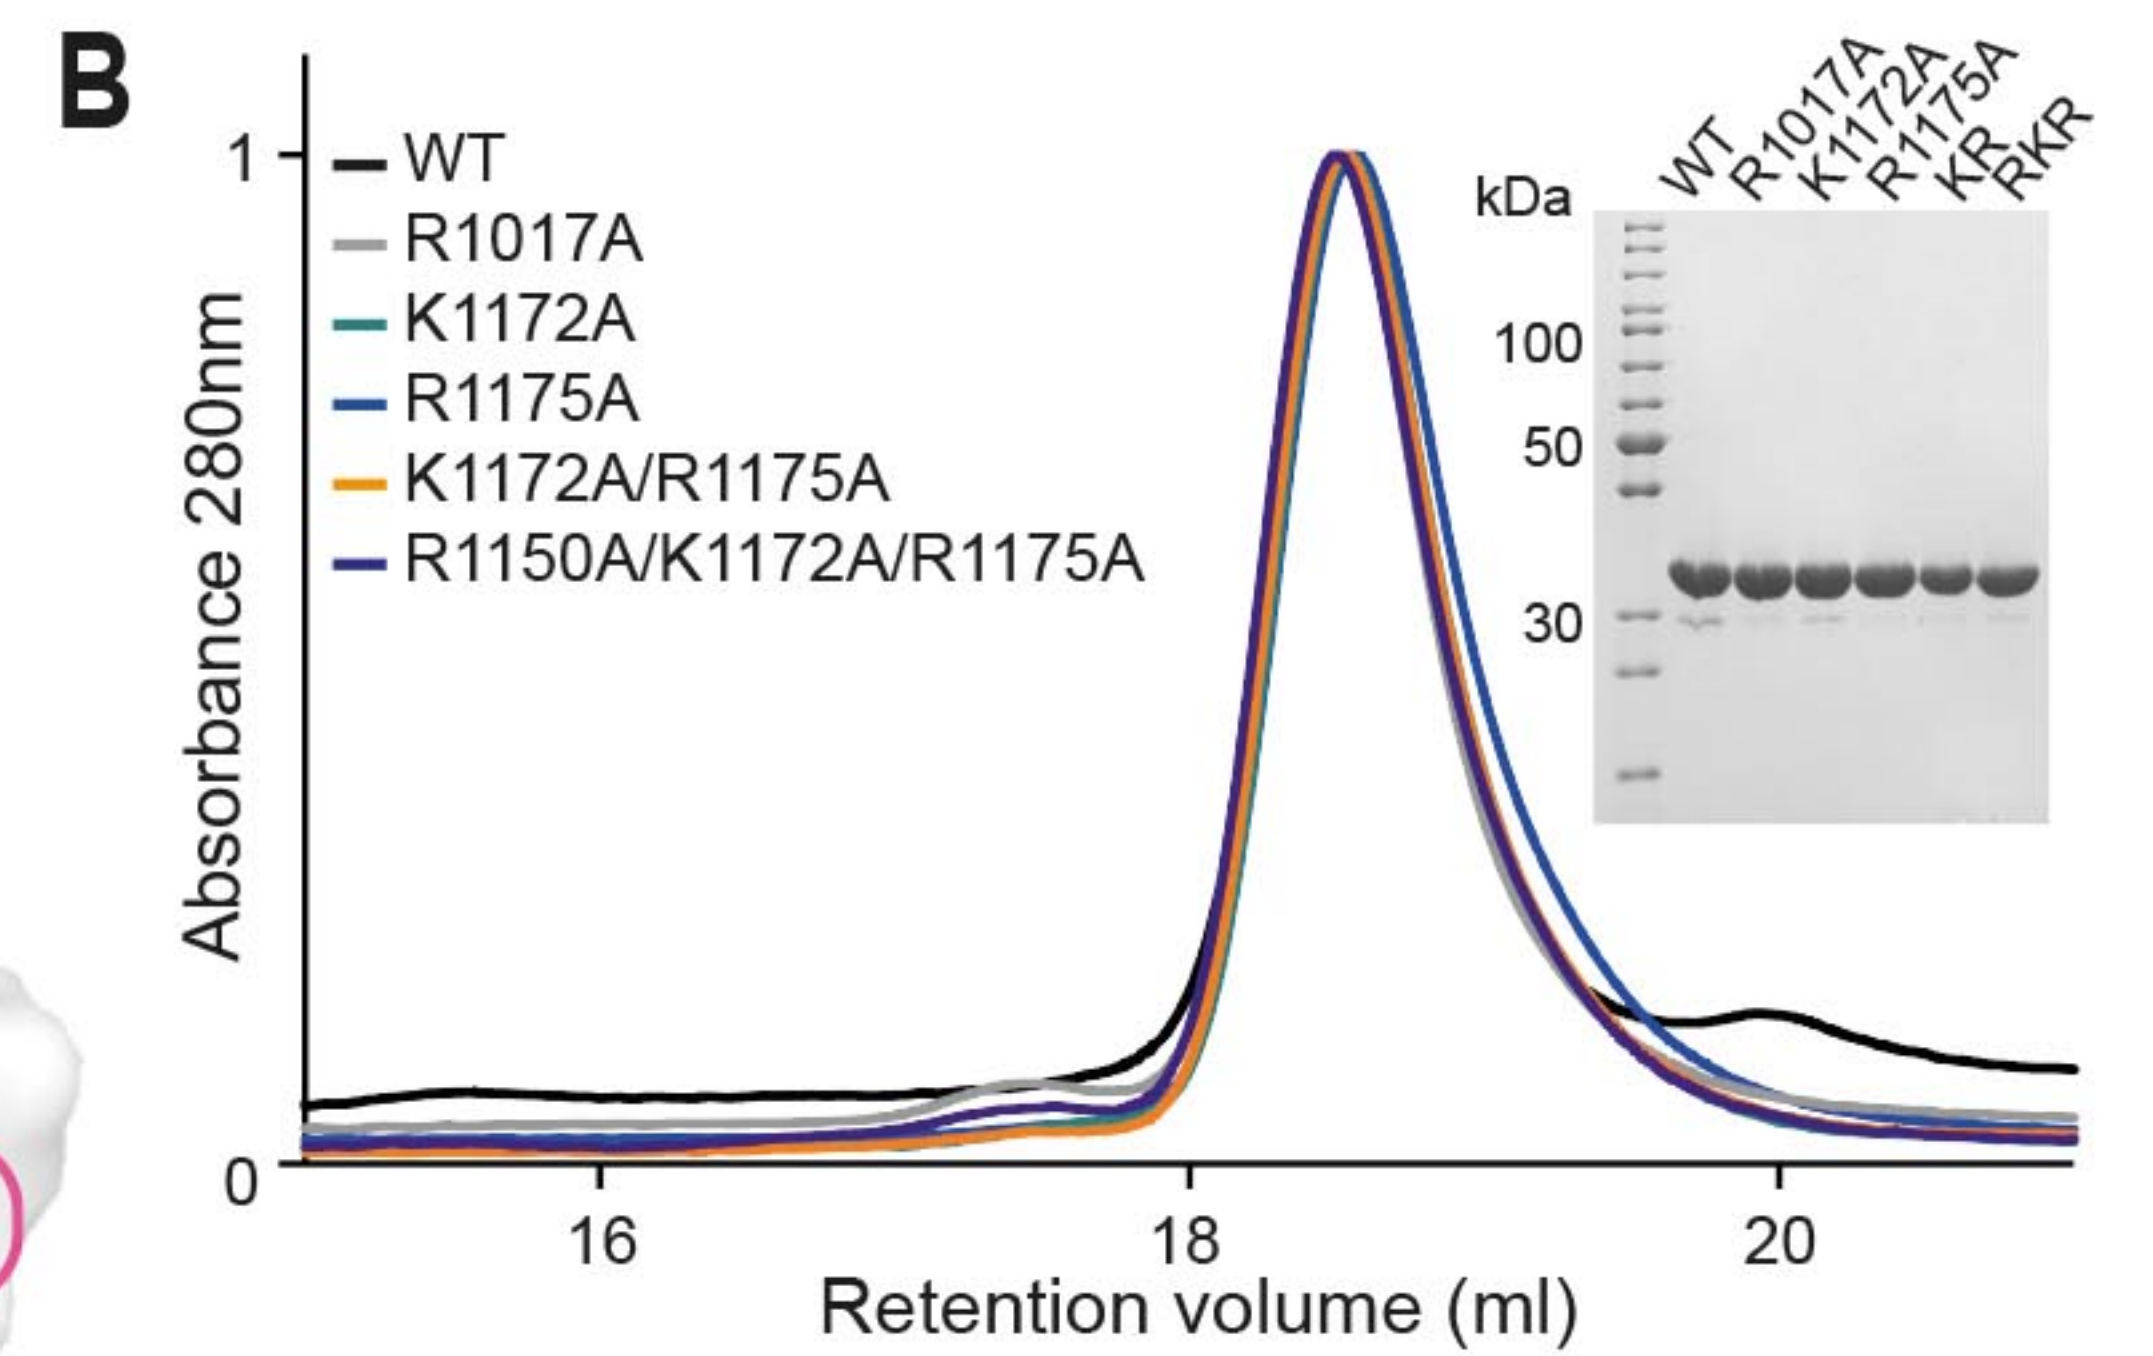 B
Absorbance 280nm
1
0
WT
R1017A
K1172A
R1175A
K1172A/R1175A
R1150A/K1172A/R1175A
16
18
20
Retention volume (ml)
kDa
100
50
30
WT
R1017A
K1172A
R1175A
KR
RKR